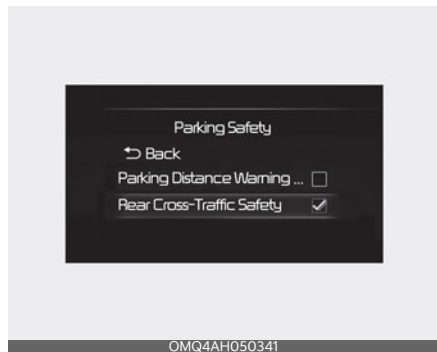 Parking Safety
⮌ Back
Parking Distance Warning ...
Rear Cross-Traffic Safety
OMQ4AH050341